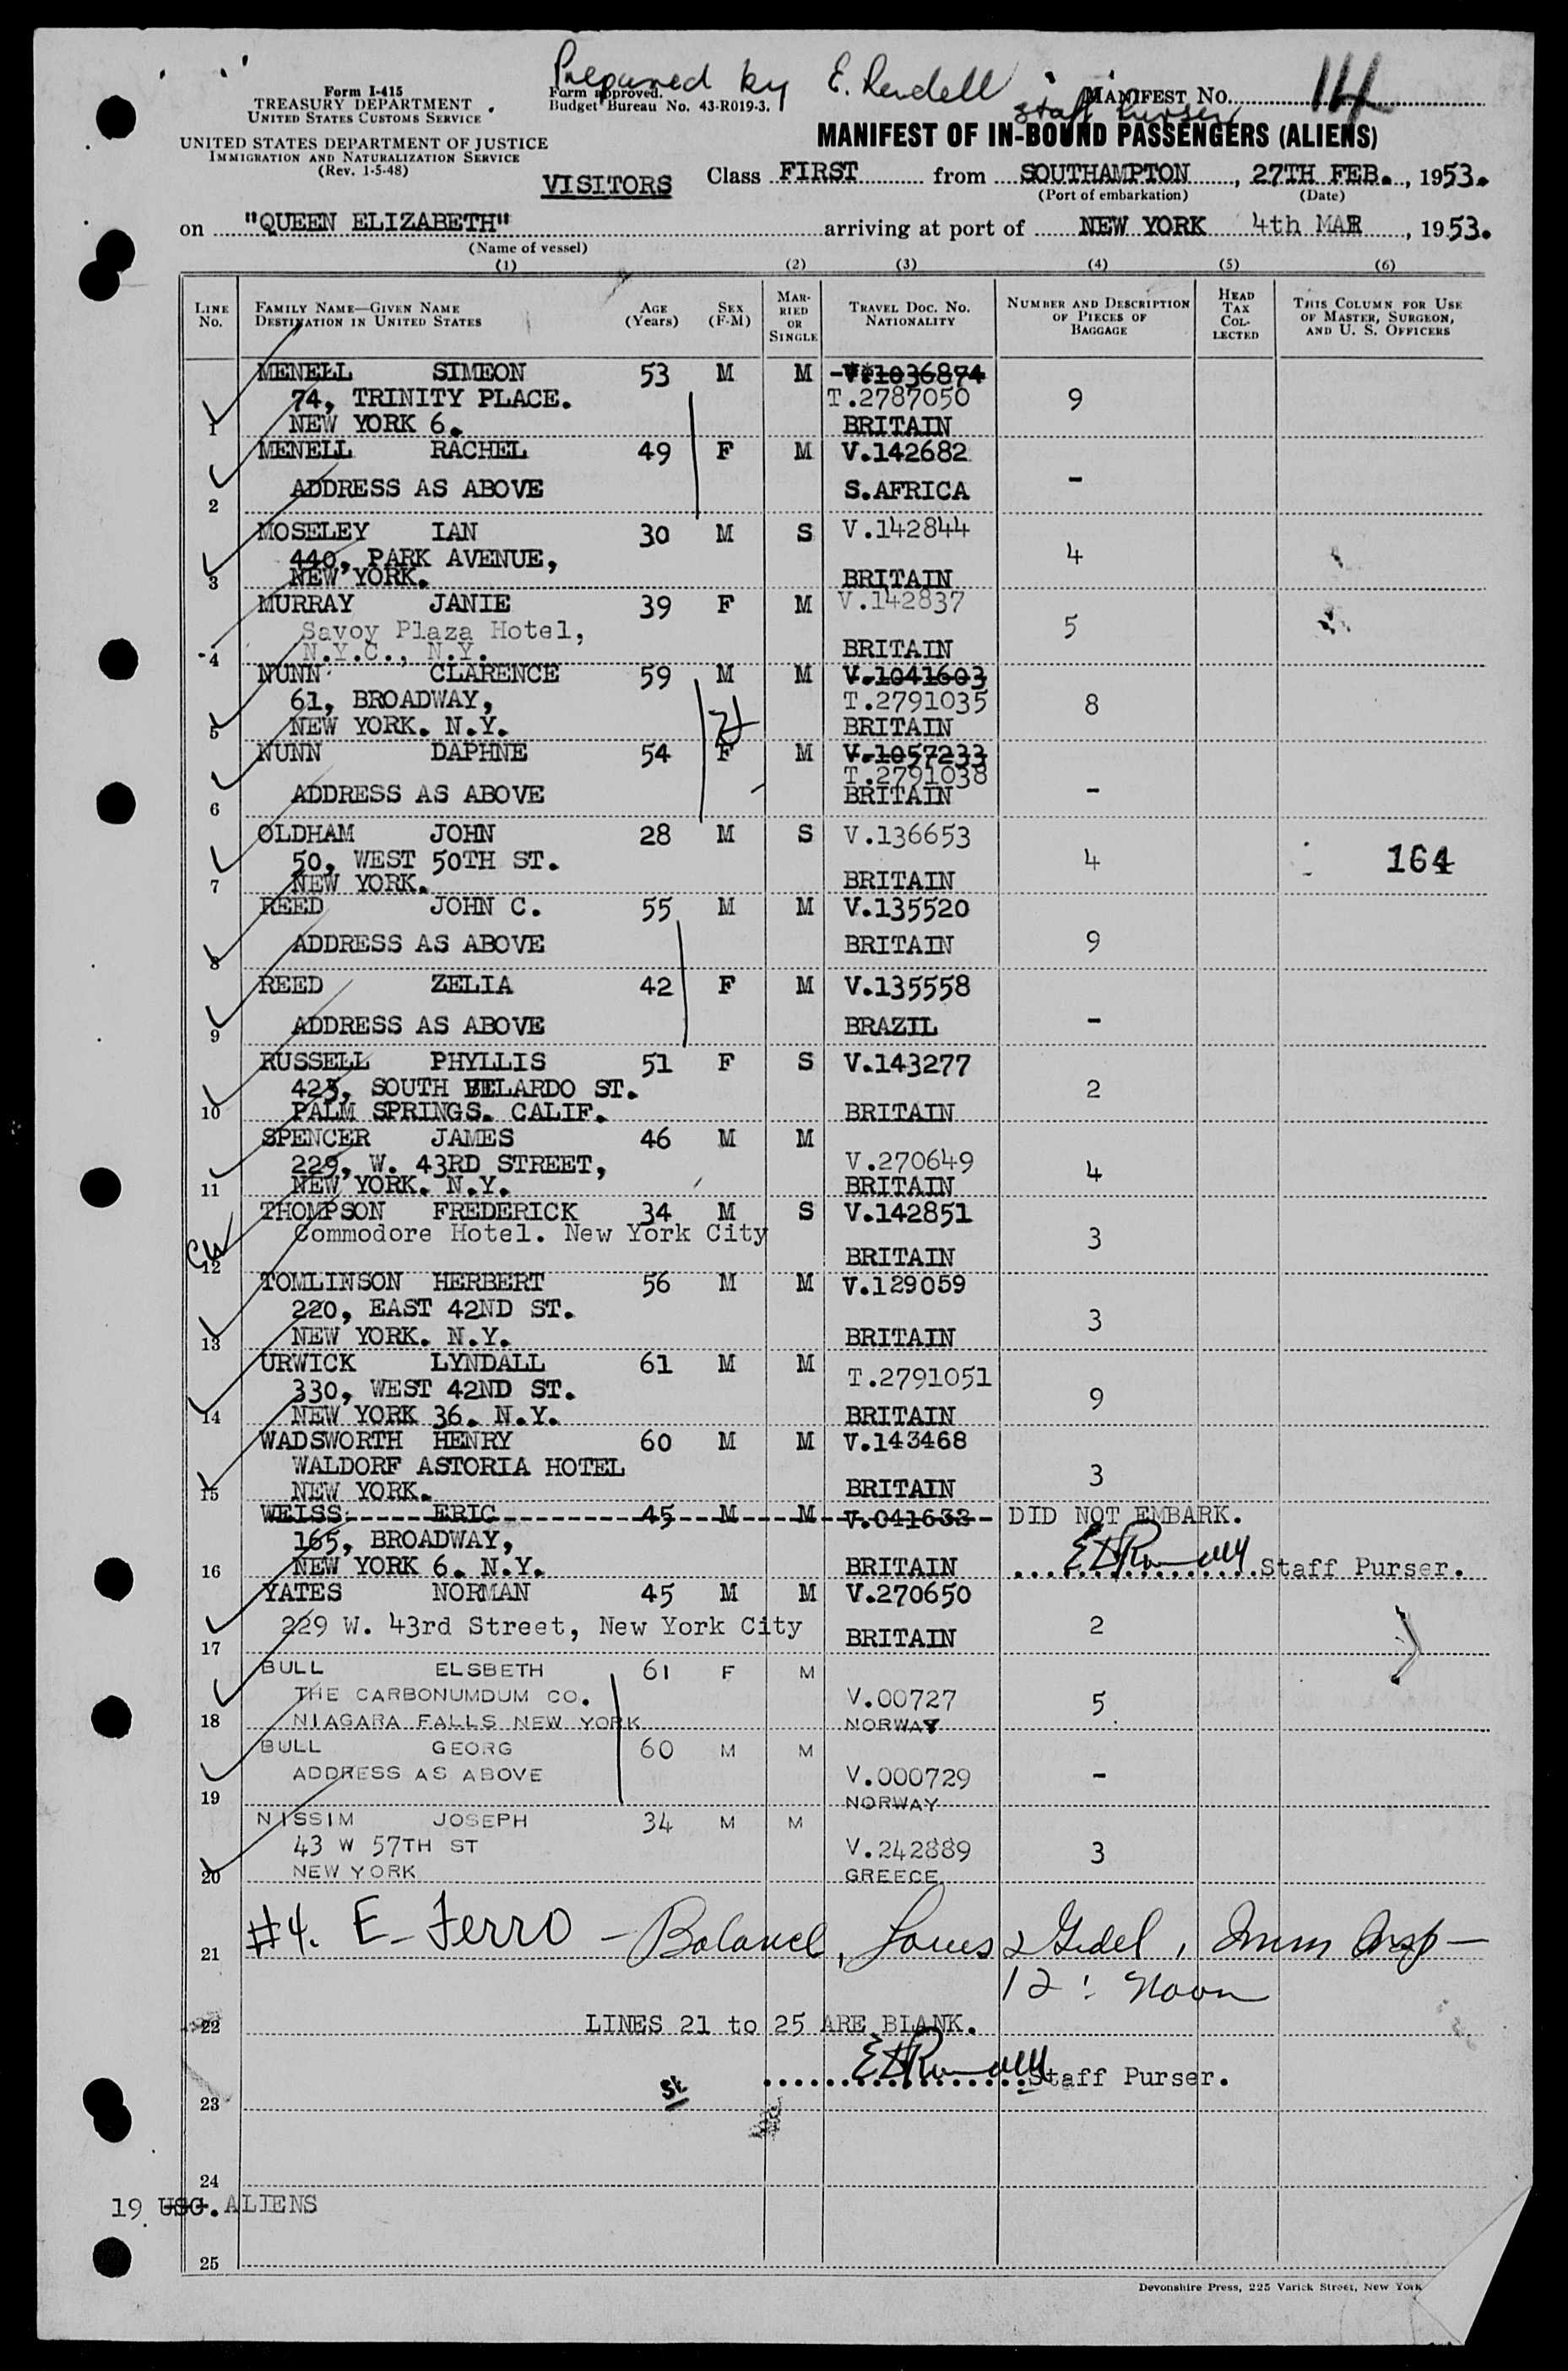 Prepared by E. Rendell
Staff Purser
Form I-415
TREASURY DEPARTMENT
UNITED STATES CUSTOMS SERVICE
Form approved.
Budget Bureau No. 43-R019-3.
MANIFEST NO. 14
UNITED STATES DEPARTMENT OF JUSTICE
IMMIGRATION AND NATURALIZATION SERVICE
(Rev. 1-5-48)
MANIFEST OF IN-BOUND PASSENGERS (ALIENS)
VISITORS Class FIRST from SOUTHAMPTON, 27TH FEB., 1953.
(Port of embarkation) (Date)
on "QUEEN ELIZABETH" arriving at port of NEW YORK 4th MAR, 1953.
(Name of vessel)
(1) (2) (3) (4) (5) (6)
LINE No. FAMILY NAME—GIVEN NAME DESTINATION IN UNITED STATES AGE (Years) SEX (F-M) MARRIED OR SINGLE TRAVEL DOC. NO. NATIONALITY NUMBER AND DESCRIPTION OF PIECES OF BAGGAGE HEAD TAX COLLECTED THIS COLUMN FOR USE OF MASTER, SURGEON, AND U. S. OFFICERS
MENELL SIMEON 53 M M V.1036874
74, TRINITY PLACE. T.2787050 9
1 NEW YORK 6. BRITAIN
MENELL RACHEL 49 F M V.142682
2 ADDRESS AS ABOVE S.AFRICA -
MOSELEY IAN 30 M S V.142844
440, PARK AVENUE, 4
3 NEW YORK. BRITAIN
MURRAY JANIE 39 F M V.142837
Savoy Plaza Hotel, 5
4 N.Y.C., N.Y. BRITAIN
NUNN CLARENCE 59 M M V.1041603
61, BROADWAY, T.2791035 8
5 NEW YORK. N.Y. BRITAIN
NUNN DAPHNE 54 F M V.1057233
T.2791038
6 ADDRESS AS ABOVE BRITAIN -
OLDHAM JOHN 28 M S V.136653
50, WEST 50TH ST. 4 164
7 NEW YORK. BRITAIN
REED JOHN C. 55 M M V.135520
8 ADDRESS AS ABOVE BRITAIN 9
REED ZELIA 42 F M V.135558
9 ADDRESS AS ABOVE BRAZIL -
RUSSELL PHYLLIS 51 F S V.143277
423, SOUTH BELARDO ST. 2
10 PALM SPRINGS. CALIF. BRITAIN
SPENCER JAMES 46 M M
229, W. 43RD STREET, V.270649 4
11 NEW YORK. N.Y. BRITAIN
THOMPSON FREDERICK 34 M S V.142851
Commodore Hotel. New York City 3
12 BRITAIN
TOMLINSON HERBERT 56 M M V.129059
220, EAST 42ND ST. 3
13 NEW YORK. N.Y. BRITAIN
URWICK LYNDALL 61 M M T.2791051
330, WEST 42ND ST. 9
14 NEW YORK 36. N.Y. BRITAIN
WADSWORTH HENRY 60 M M V.143468
WALDORF ASTORIA HOTEL 3
15 NEW YORK. BRITAIN
WEISS ERIC 45 M M V.041632 DID NOT EMBARK.
165, BROADWAY,
16 NEW YORK 6. N.Y. BRITAIN Staff Purser.
YATES NORMAN 45 M M V.270650
229 W. 43rd Street, New York City 2
17 BRITAIN
BULL ELSBETH 61 F M
THE CARBONUMDUM CO. V.00727 5
18 NIAGARA FALLS NEW YORK NORWAY
BULL GEORG 60 M M
ADDRESS AS ABOVE V.000729 -
19 NORWAY
NISSIM JOSEPH 34 M M
43 W 57TH ST V.242889 3
20 NEW YORK GREECE
21 #4. E. Ferro - Balance, Louis Gidel, Imm Insp-
12: Noon
22 LINES 21 to 25 ARE BLANK.
Staff Purser.
23
24
19 USC. ALIENS
25
Devonshire Press, 225 Varick Street, New York